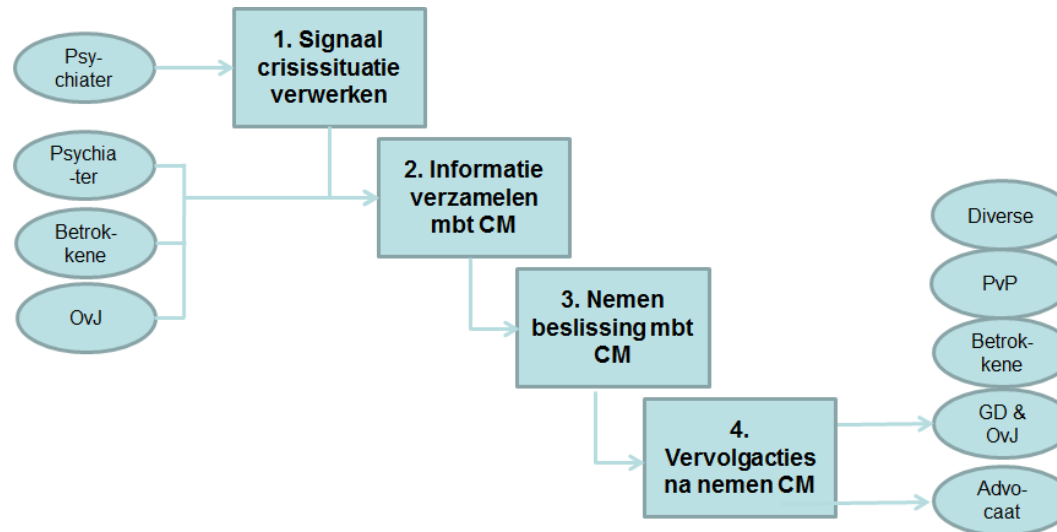 Psy-
chiater
1. Signaal
crisissituatie
verwerken
Psychia
-ter
Betrok-
kene
OvJ
2. Informatie
verzamelen
mbt CM
3. Nemen
beslissing mbt
CM
4.
Vervolgacties
na nemen CM
Diverse
PvP
Betrok-
kene
GD &
OvJ
Advo-
caat